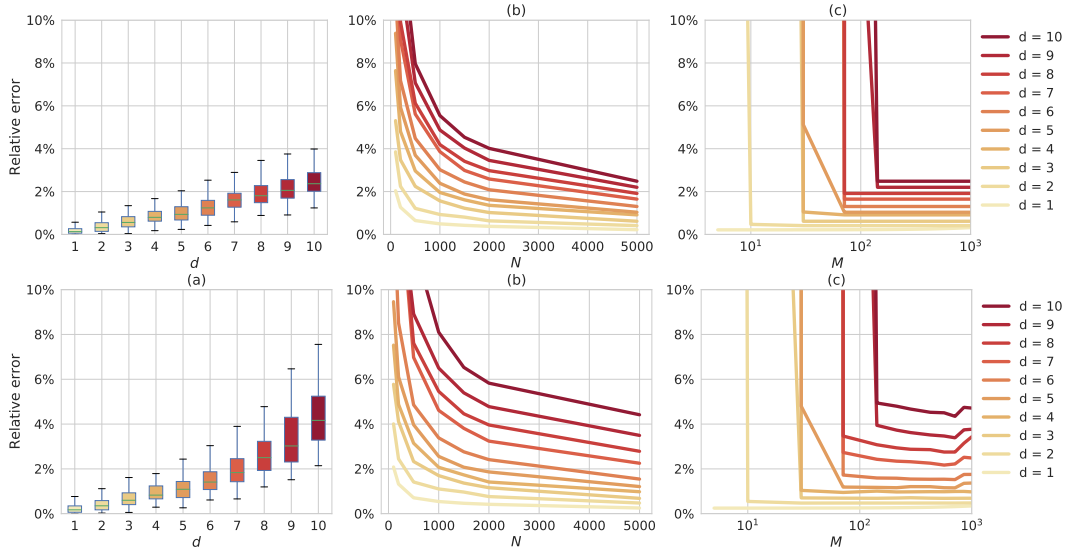 (b)
(c)
10%
8%
6%
4%
2%
0%
Relative error
1 2 3 4 5 6 7 8 9 10
d
10%
8%
6%
4%
2%
0%
0 1000 2000 3000 4000 5000
N
10%
8%
6%
4%
2%
0%
10¹ 10² 10³
M
d = 10
d = 9
d = 8
d = 7
d = 6
d = 5
d = 4
d = 3
d = 2
d = 1
(a)
(b)
(c)
10%
8%
6%
4%
2%
0%
Relative error
1 2 3 4 5 6 7 8 9 10
d
10%
8%
6%
4%
2%
0%
0 1000 2000 3000 4000 5000
N
10%
8%
6%
4%
2%
0%
10¹ 10² 10³
M
d = 10
d = 9
d = 8
d = 7
d = 6
d = 5
d = 4
d = 3
d = 2
d = 1